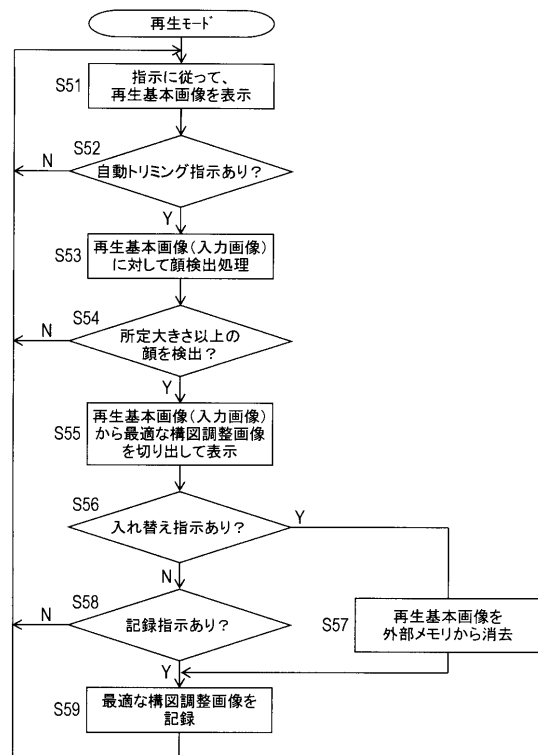 再生モード
S51
指示に従って、
再生基本画像を表示
S52
自動トリミング指示あり?
N
Y
S53
再生基本画像(入力画像)
に対して顔検出処理
S54
所定大きさ以上の
顔を検出?
N
Y
S55
再生基本画像(入力画像)
から最適な構図調整画像
を切り出して表示
S56
入れ替え指示あり?
Y
N
S57
再生基本画像を
外部メモリから消去
S58
記録指示あり?
N
Y
S59
最適な構図調整画像を
記録